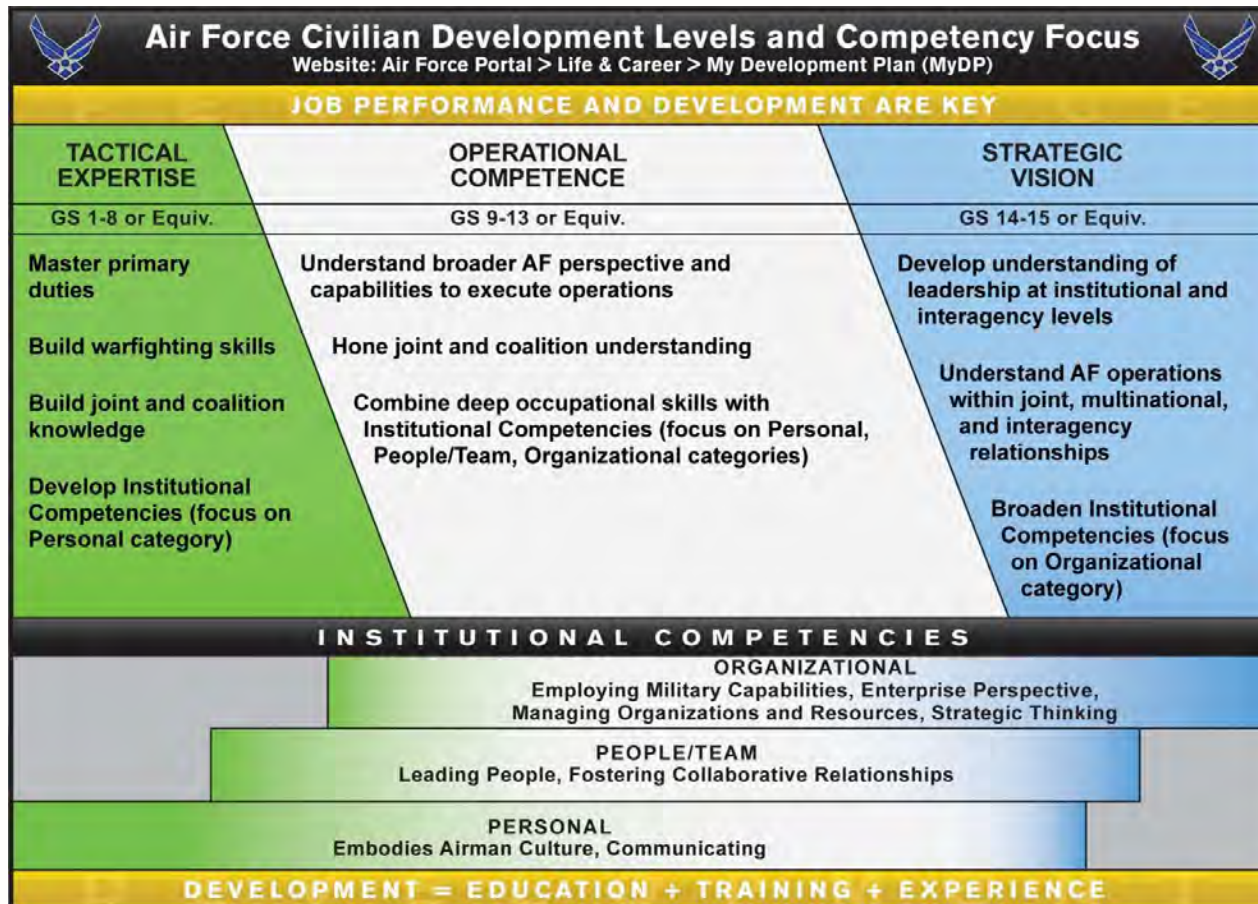 Air Force Civilian Development Levels and Competency Focus
Website: Air Force Portal > Life & Career > My Development Plan (MyDP)
JOB PERFORMANCE AND DEVELOPMENT ARE KEY
TACTICAL
EXPERTISE
GS 1-8 or Equiv.
Master primary
duties
Build warfighting skills
Build joint and coalition
knowledge
Develop Institutional
Competencies (focus on
Personal category)
OPERATIONAL
COMPETENCE
GS 9-13 or Equiv.
Understand broader AF perspective and
capabilities to execute operations
Hone joint and coalition understanding
Combine deep occupational skills with
Institutional Competencies (focus on Personal,
People/Team, Organizational categories)
STRATEGIC
VISION
GS 14-15 or Equiv.
Develop understanding of
leadership at institutional and
interagency levels
Understand AF operations
within joint, multinational,
and interagency
relationships
Broaden Institutional
Competencies (focus
on Organizational
category)
INSTITUTIONAL COMPETENCIES
ORGANIZATIONAL
Employing Military Capabilities, Enterprise Perspective,
Managing Organizations and Resources, Strategic Thinking
PEOPLE/TEAM
Leading People, Fostering Collaborative Relationships
PERSONAL
Embodies Airman Culture, Communicating
DEVELOPMENT = EDUCATION + TRAINING + EXPERIENCE